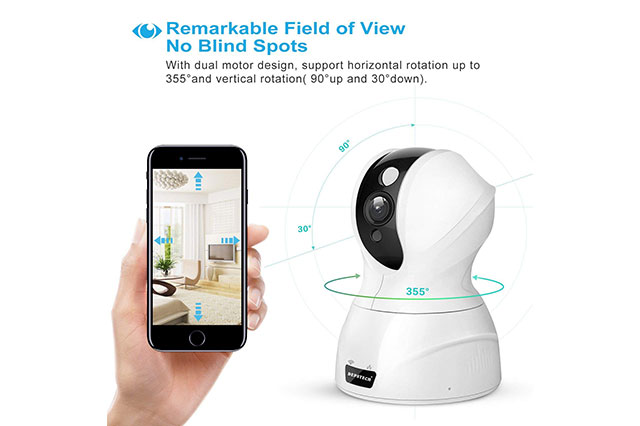 Remarkable Field of View
No Blind Spots
With dual motor design, support horizontal rotation up to
355°and vertical rotation( 90°up and 30°down).
90°
30°
355°
DEPSTECH